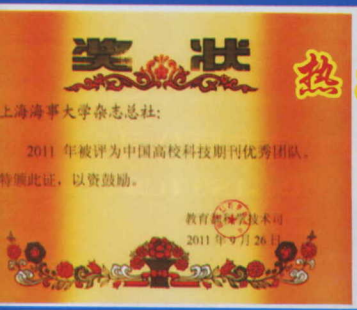 奖状
热
上海海事大学杂志总社:
2011 年被评为中国高校科技期刊优秀团队。
特颁此证,以资鼓励。
教育部科学技术司
2011 年 9 月 26 日